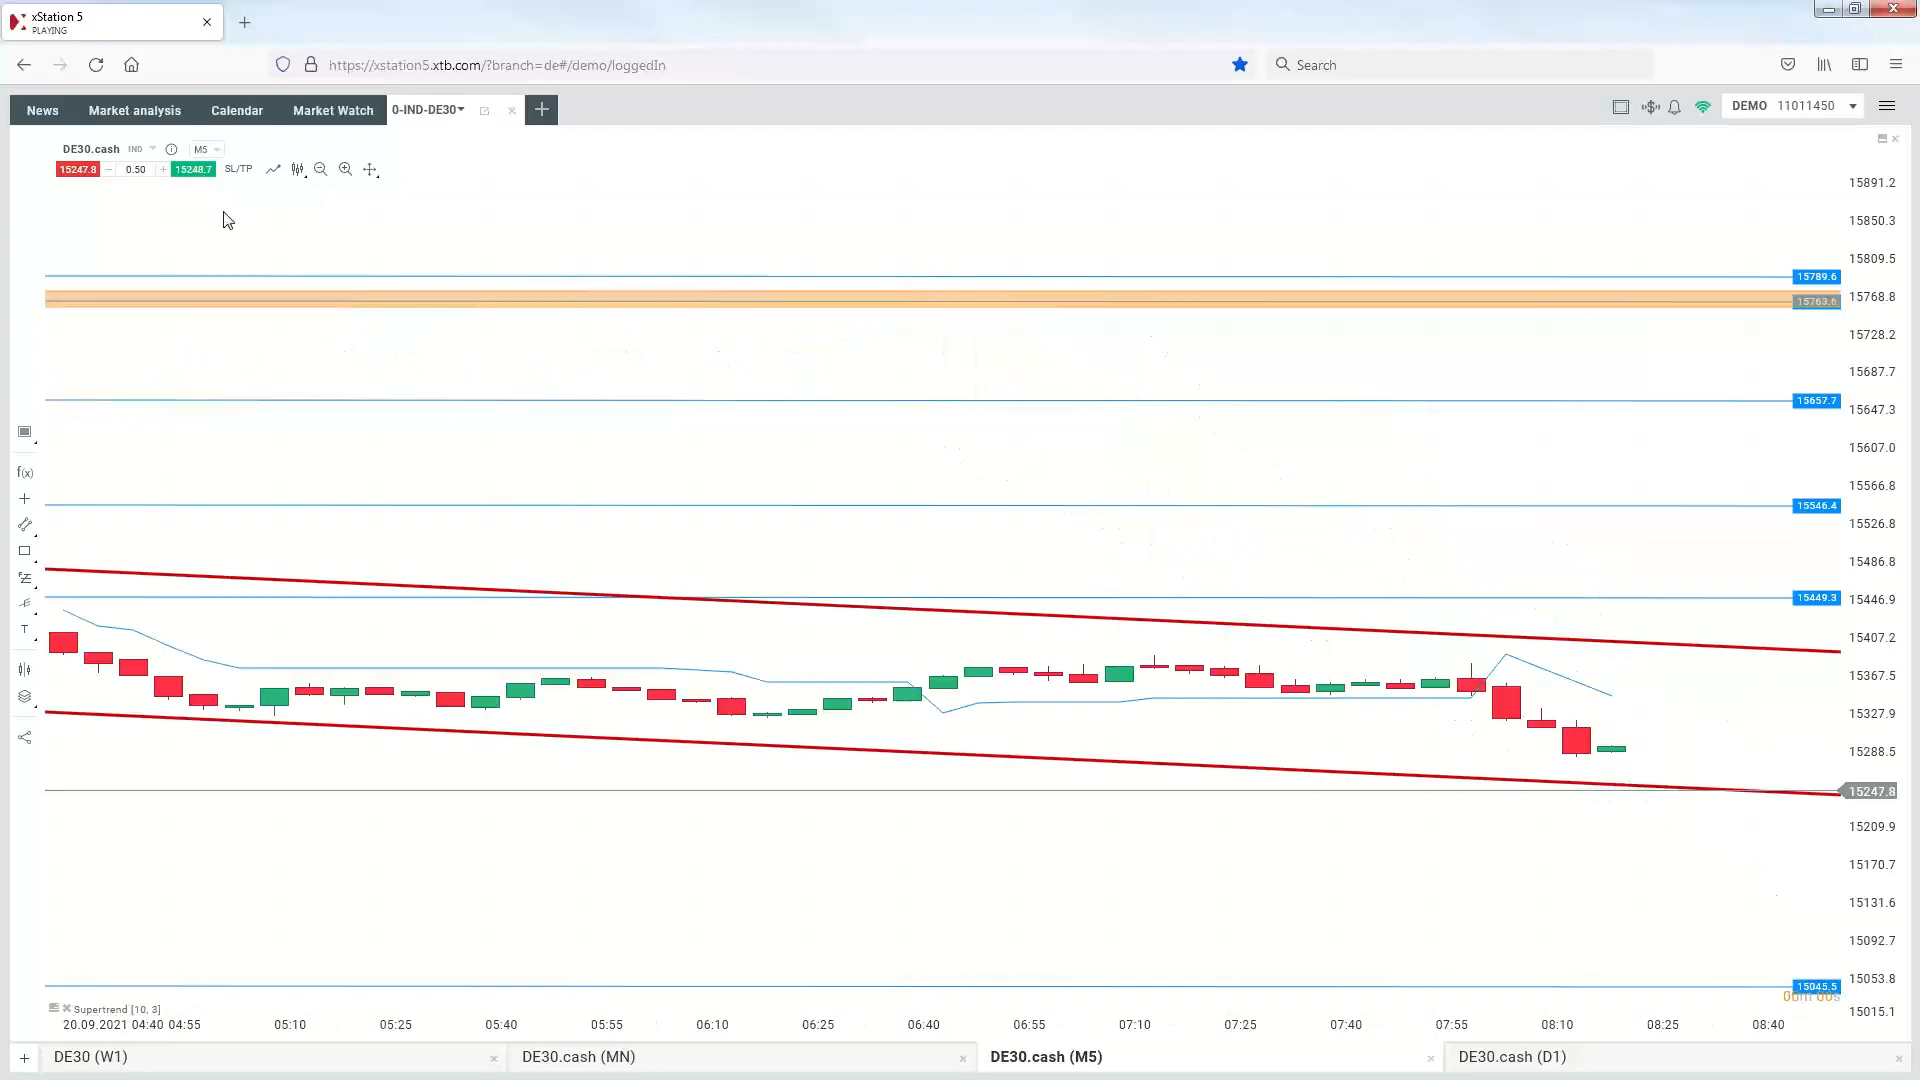 xStation 5
PLAYING
https://xstation5.xtb.com/?branch=de#/demo/loggedIn
Search
News
Market analysis
Calendar
Market Watch
0-IND-DE30
DEMO 11011450
DE30.cash IND M5
15247.8 0.50 15248.7 SL/TP
15891.2
15850.3
15809.5
15789.6
15768.8
15763.6
15728.2
15687.7
15657.7
15647.3
15607.0
15566.8
15546.4
15526.8
15486.8
15449.3
15446.9
15407.2
15367.5
15327.9
15288.5
15247.8
15209.9
15170.7
15131.6
15092.7
15053.8
15045.5
15015.1
f(x)
T
Supertrend [10, 3]
20.09.2021 04:40 04:55 05:10 05:25 05:40 05:55 06:10 06:25 06:40 06:55 07:10 07:25 07:40 07:55 08:10 08:25 08:40
DE30 (W1)
DE30.cash (MN)
DE30.cash (M5)
DE30.cash (D1)